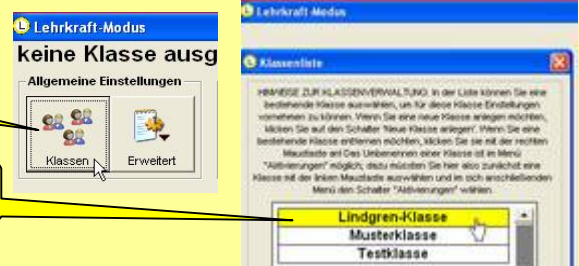 Lehrkraft-Modus
keine Klasse ausg
Allgemeine Einstellungen
Klassen
Erweitert
Lehrkraft-Modus
Klassenliste
HINWEISE ZUR KLASSENVERWALTUNG: In der Liste können Sie eine
bestehende Klasse auswählen, um für diese Klasse Einstellungen
vornehmen zu können. Wenn Sie eine neue Klasse anlegen möchten,
klicken Sie auf den Schalter 'Neue Klasse anlegen'. Wenn Sie eine
bestehende Klasse entfernen möchten, klicken Sie sie mit der rechten
Maustaste an! Das Umbenennen einer Klasse ist im Menü
"Aktivierungen" möglich, dazu müssten Sie hier also zunächst eine
Klasse mit der linken Maustaste auswählen und im sich anschließenden
Menü den Schalter "Aktivierungen" wählen.
Lindgren-Klasse
Musterklasse
Testklasse